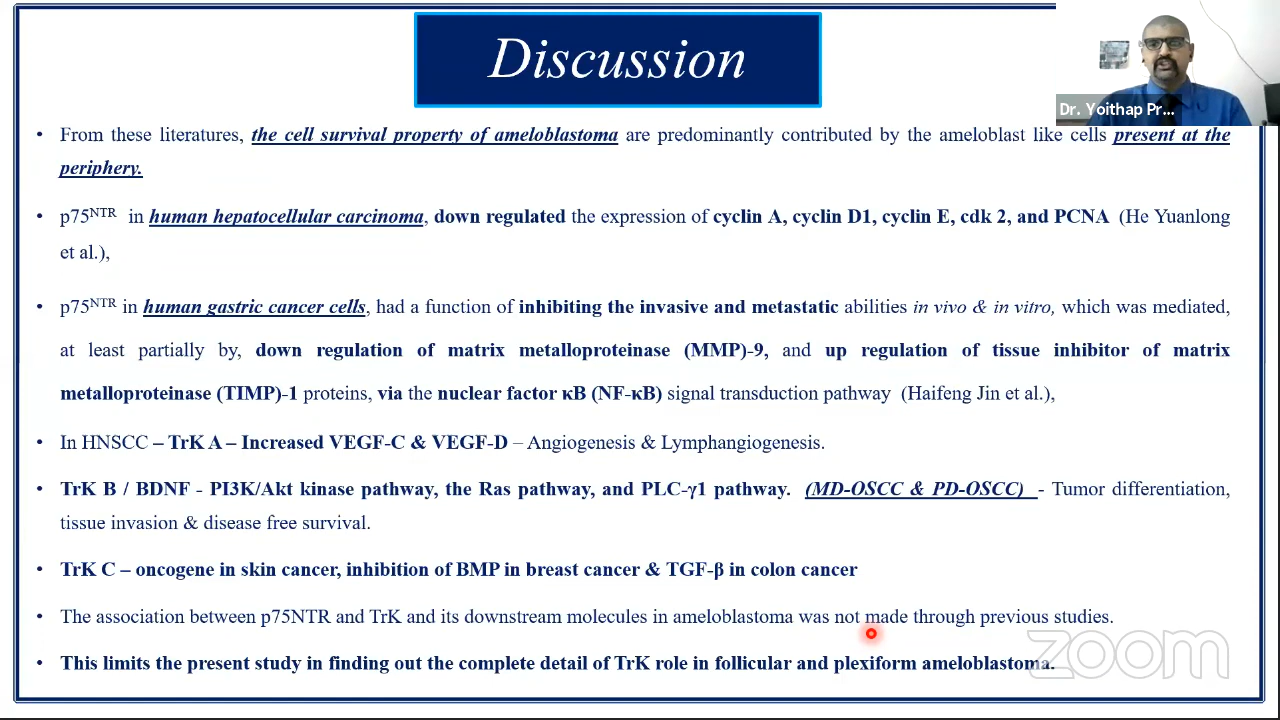 Discussion
Dr. Yoithap Pr...
• From these literatures, the cell survival property of ameloblastoma are predominantly contributed by the ameloblast like cells present at the
periphery.
• p75NTR in human hepatocellular carcinoma, down regulated the expression of cyclin A, cyclin D1, cyclin E, cdk 2, and PCNA (He Yuanlong
et al.),
• p75NTR in human gastric cancer cells, had a function of inhibiting the invasive and metastatic abilities in vivo & in vitro, which was mediated,
at least partially by, down regulation of matrix metalloproteinase (MMP)-9, and up regulation of tissue inhibitor of matrix
metalloproteinase (TIMP)-1 proteins, via the nuclear factor κB (NF-κB) signal transduction pathway (Haifeng Jin et al.),
• In HNSCC – TrK A – Increased VEGF-C & VEGF-D – Angiogenesis & Lymphangiogenesis.
• TrK B / BDNF - PI3K/Akt kinase pathway, the Ras pathway, and PLC-γ1 pathway. (MD-OSCC & PD-OSCC) - Tumor differentiation,
tissue invasion & disease free survival.
• TrK C – oncogene in skin cancer, inhibition of BMP in breast cancer & TGF-β in colon cancer
• The association between p75NTR and TrK and its downstream molecules in ameloblastoma was not made through previous studies.
• This limits the present study in finding out the complete detail of TrK role in follicular and plexiform ameloblastoma.
zoom